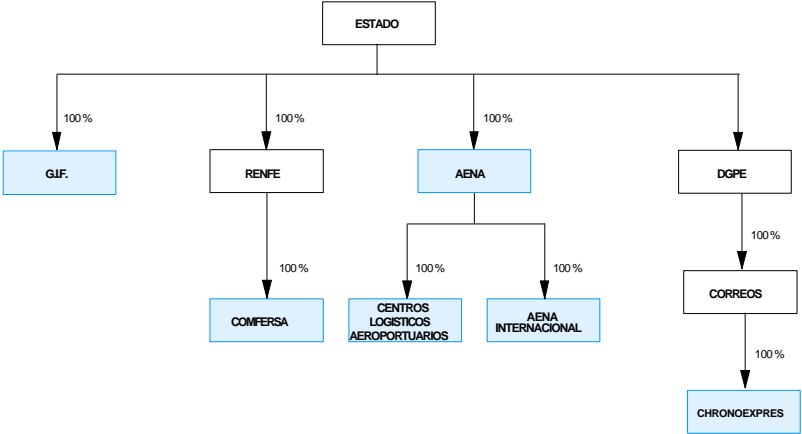 ESTADO
100%
100%
100%
G.I.F.
RENFE
AENA
DGPE
100%
100%
100%
100%
COMFERSA
CENTROS
LOGISTICOS
AEROPORTUARIOS
AENA
INTERNACIONAL
CORREOS
100%
CHRONOEXPRES